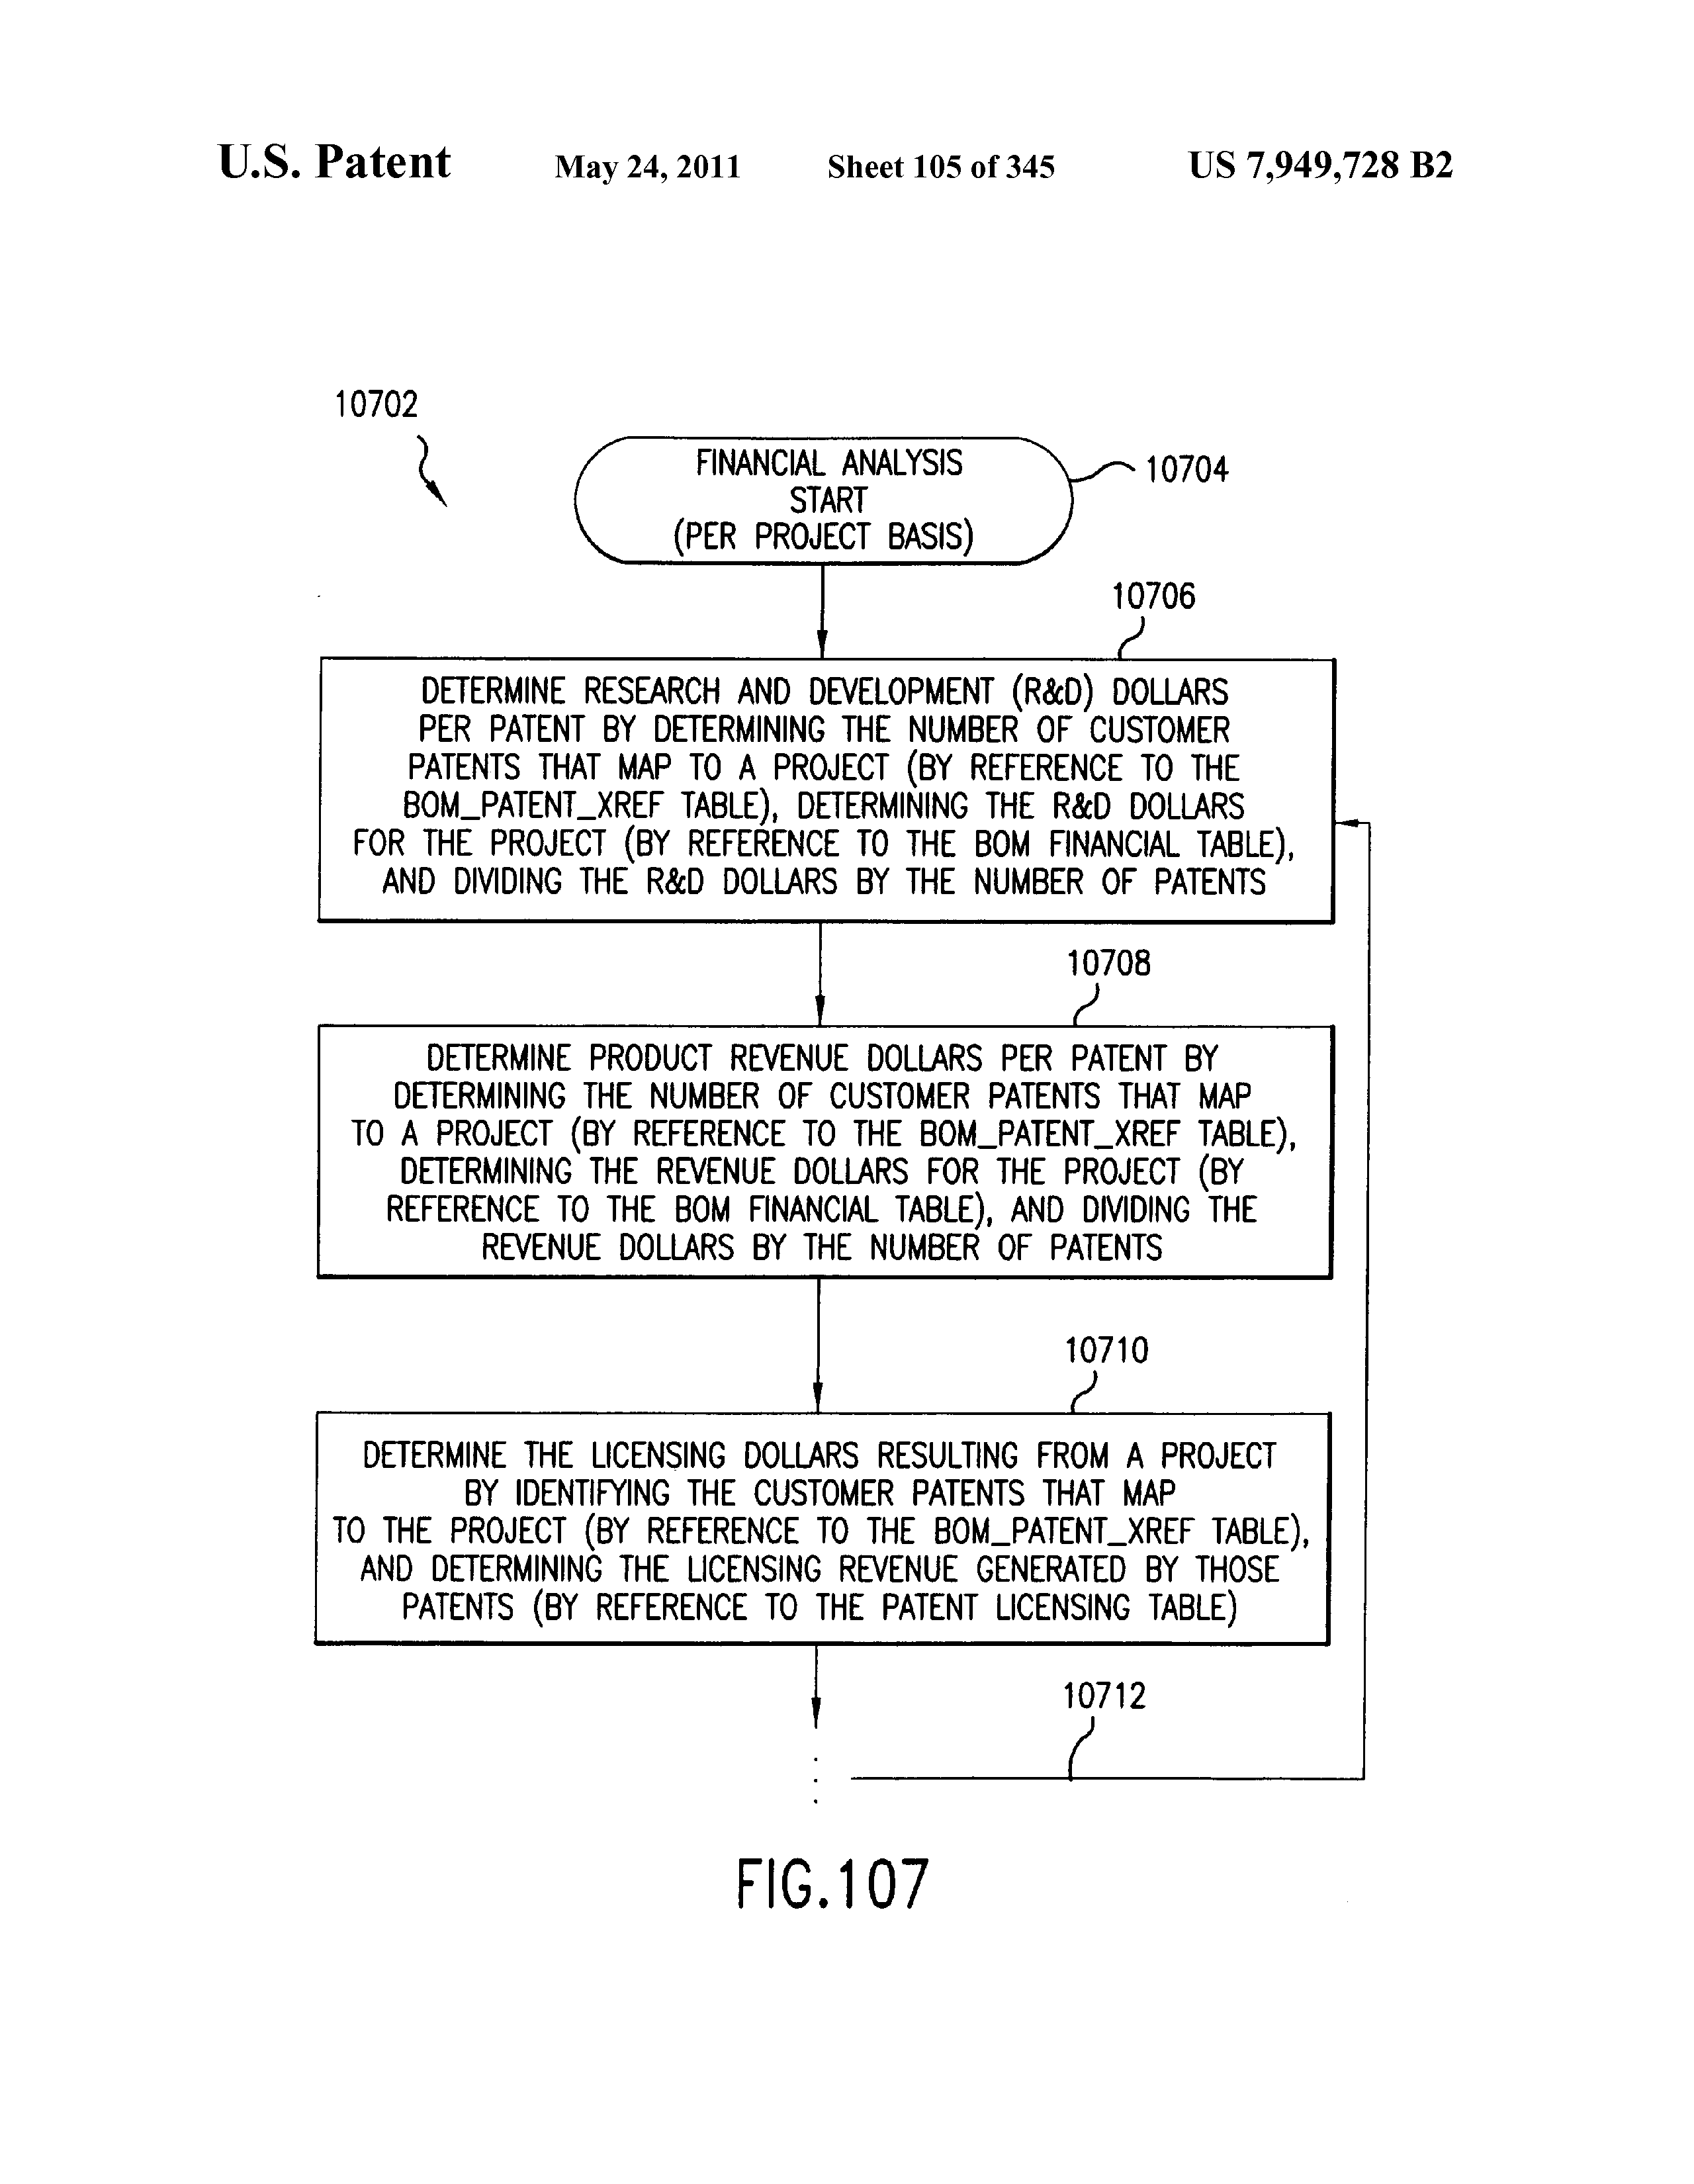 U.S. Patent May 24, 2011 Sheet 105 of 345 US 7,949,728 B2
10702
FINANCIAL ANALYSIS
START
(PER PROJECT BASIS)
10704
10706
DETERMINE RESEARCH AND DEVELOPMENT (R&D) DOLLARS
PER PATENT BY DETERMINING THE NUMBER OF CUSTOMER
PATENTS THAT MAP TO A PROJECT (BY REFERENCE TO THE
BOM_PATENT_XREF TABLE), DETERMINING THE R&D DOLLARS
FOR THE PROJECT (BY REFERENCE TO THE BOM FINANCIAL TABLE),
AND DIVIDING THE R&D DOLLARS BY THE NUMBER OF PATENTS
10708
DETERMINE PRODUCT REVENUE DOLLARS PER PATENT BY
DETERMINING THE NUMBER OF CUSTOMER PATENTS THAT MAP
TO A PROJECT (BY REFERENCE TO THE BOM_PATENT_XREF TABLE),
DETERMINING THE REVENUE DOLLARS FOR THE PROJECT (BY
REFERENCE TO THE BOM FINANCIAL TABLE), AND DIVIDING THE
REVENUE DOLLARS BY THE NUMBER OF PATENTS
10710
DETERMINE THE LICENSING DOLLARS RESULTING FROM A PROJECT
BY IDENTIFYING THE CUSTOMER PATENTS THAT MAP
TO THE PROJECT (BY REFERENCE TO THE BOM_PATENT_XREF TABLE),
AND DETERMINING THE LICENSING REVENUE GENERATED BY THOSE
PATENTS (BY REFERENCE TO THE PATENT LICENSING TABLE)
10712
FIG.107